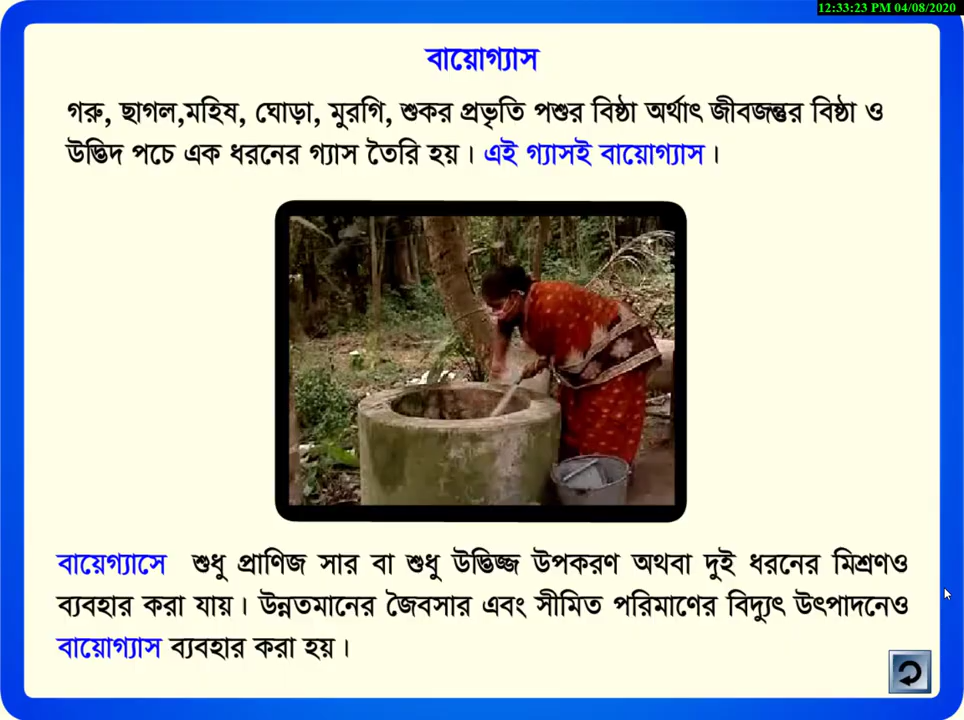 12:33:23 PM 04/08/2020
বায়োগ্যাস
গরু, ছাগল,মহিষ, ঘোড়া, মুরগি, শুকর প্রভৃতি পশুর বিষ্ঠা অর্থাৎ জীবজন্তুর বিষ্ঠা ও
উদ্ভিদ পচে এক ধরনের গ্যাস তৈরি হয়। এই গ্যাসই বায়োগ্যাস।
বায়েগ্যাসে শুধু প্রাণিজ সার বা শুধু উদ্ভিজ্জ উপকরণ অথবা দুই ধরনের মিশ্রণও
ব্যবহার করা যায়। উন্নতমানের জৈবসার এবং সীমিত পরিমাণের বিদ্যুৎ উৎপাদনেও
বায়োগ্যাস ব্যবহার করা হয়।